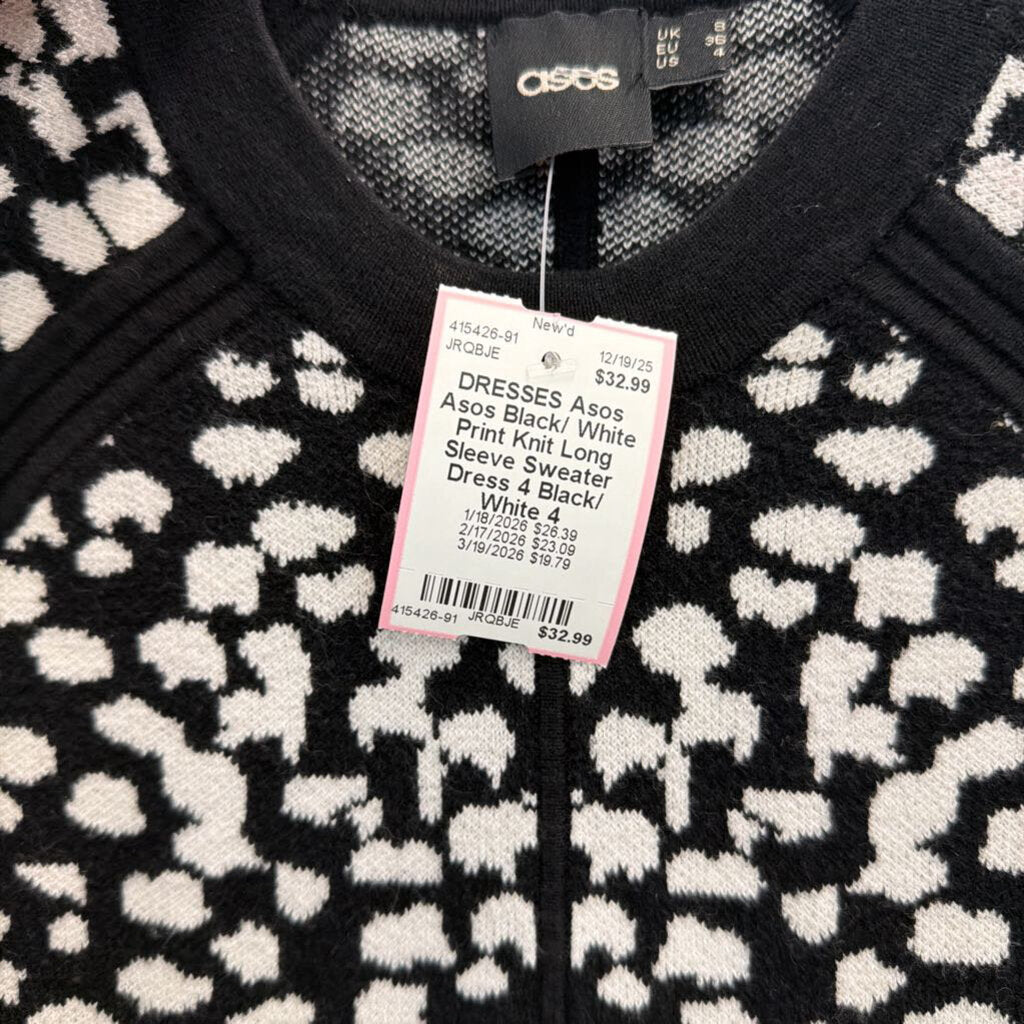 asos
UK 8
EU 36
US 4
New'd
415426-91
JRQBJE
12/19/25
$32.99
DRESSES Asos
Asos Black/ White
Print Knit Long
Sleeve Sweater
Dress 4 Black/
White 4
1/18/2026 $26.39
2/17/2026 $23.09
3/19/2026 $19.79
415426-91 JRQBJE $32.99